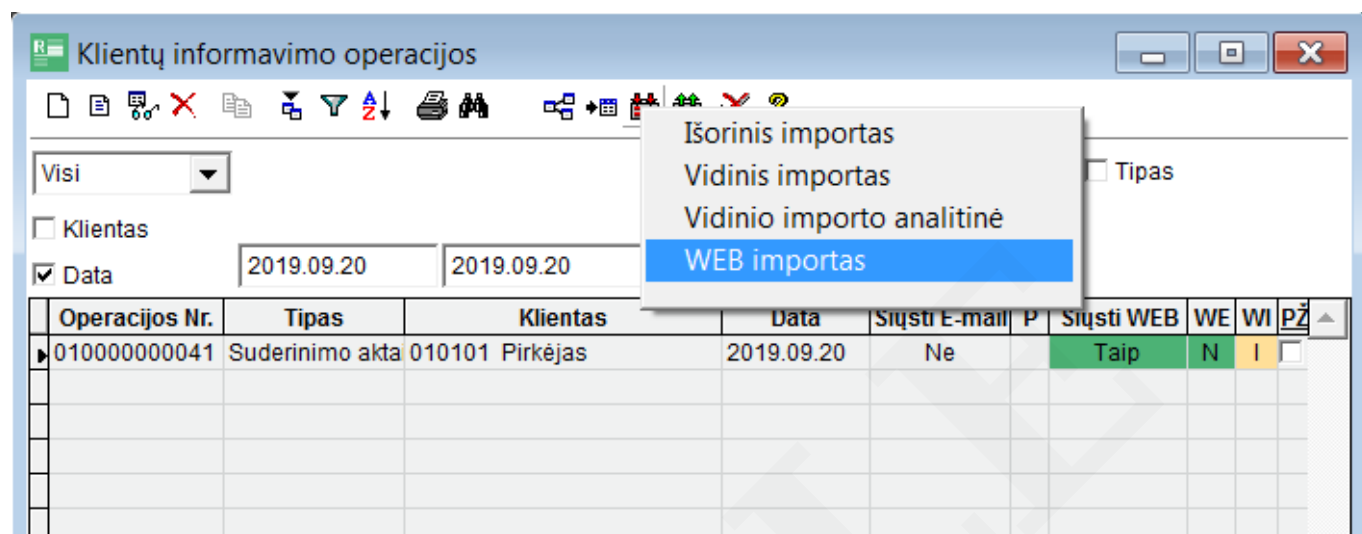 Klientų informavimo operacijos
Išorinis importas
Vidinis importas
Vidinio importo analitinė
WEB importas
Visi
Tipas
Klientas
Data 2019.09.20 2019.09.20
Operacijos Nr. Tipas Klientas Data Siųsti E-mail P Siųsti WEB WE WI PŽ
010000000041 Suderinimo akta 010101 Pirkėjas 2019.09.20 Ne Taip N I